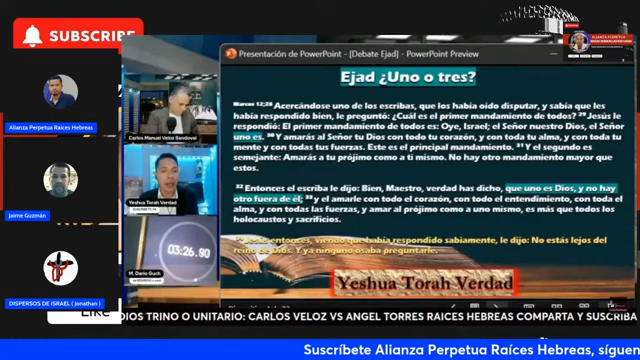 SUBSCRIBE
ALIANZA PERPETUA
Presentación de PowerPoint - [Debate Ejad] - PowerPoint Preview
Ejad ¿Uno o tres?
Marcos 12:28 Acercándose uno de los escribas, que los había oído disputar, y sabía que les
había respondido bien, le preguntó: ¿Cuál es el primer mandamiento de todos? 29 Jesús le
respondió: El primer mandamiento de todos es: Oye, Israel; el Señor nuestro Dios, el Señor
uno es. 30 Y amarás al Señor tu Dios con todo tu corazón, y con toda tu alma, y con toda tu
mente y con todas tus fuerzas. Este es el principal mandamiento. 31 Y el segundo es
semejante: Amarás a tu prójimo como a ti mismo. No hay otro mandamiento mayor que
estos.
32 Entonces el escriba le dijo: Bien, Maestro, verdad has dicho, que uno es Dios, y no hay
otro fuera de él; 33 y el amarle con todo el corazón, con todo el entendimiento, con toda el
alma, y con todas las fuerzas, y amar al prójimo como a uno mismo, es más que todos los
holocaustos y sacrificios.
Jesús entonces, viendo que había respondido sabiamente, le dijo: No estás lejos del
reino de Dios. Y ya ninguno osaba preguntarle.
Yeshua Torah Verdad
Carlos Manuel Veloz Sandoval
Yeshua Torah Verdad
03:26.90
M. Dario Guch
Alianza Perpetua Raíces Hebreas
Jaime Guzmán
DISPERSOS DE ISRAEL ( Jonathan )
Like
DIOS TRINO O UNITARIO: CARLOS VELOZ VS ANGEL TORRES RAICES HEBREAS COMPARTA Y SUSCRIBA
Suscríbete Alianza Perpetua Raíces Hebreas, síguen